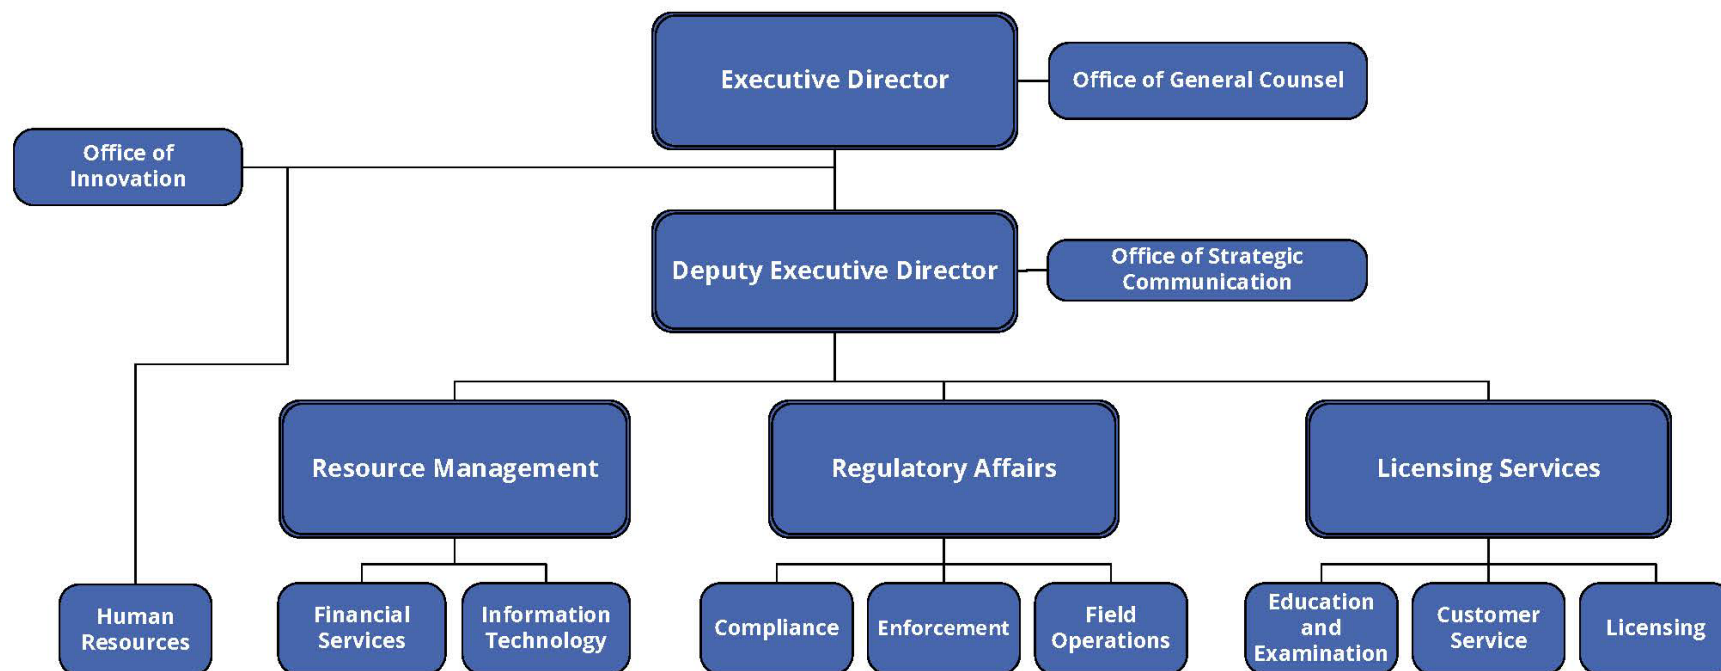 Executive Director
Office of General Counsel
Office of
Innovation
Deputy Executive Director
Office of Strategic
Communication
Resource Management
Regulatory Affairs
Licensing Services
Human
Resources
Financial
Services
Information
Technology
Compliance
Enforcement
Field
Operations
Education
and
Examination
Customer
Service
Licensing